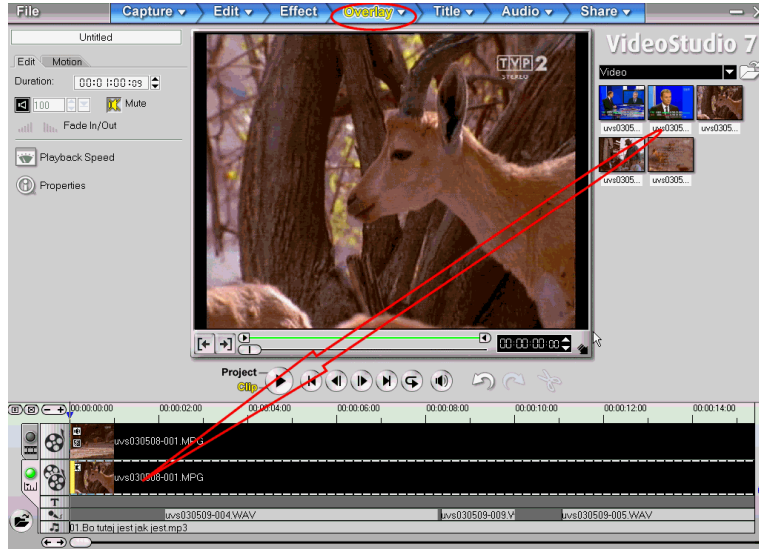 File Capture Edit Effect Overlay Title Audio Share
Untitled
VideoStudio 7
Edit Motion
TVP 2
STEREO
Video
Duration: 00:01:00:09
100 Mute
Fade In/Out
uvs0305... uvs0305... uvs0305...
Playback Speed
Properties
uvs0305... uvs0305...
00:00:00:00
Project
Clip
00:00:00:00 00:00:02:00 00:00:04:00 00:00:06:00 00:00:08:00 00:00:10:00 00:00:12:00 00:00:14:00
uvs030508-001.MPG
uvs030508-001.MPG
T
uvs030509-004.WAV uvs030509-009.W uvs030509-005.WAV
01.Bo tutaj jest jak jest.mp3